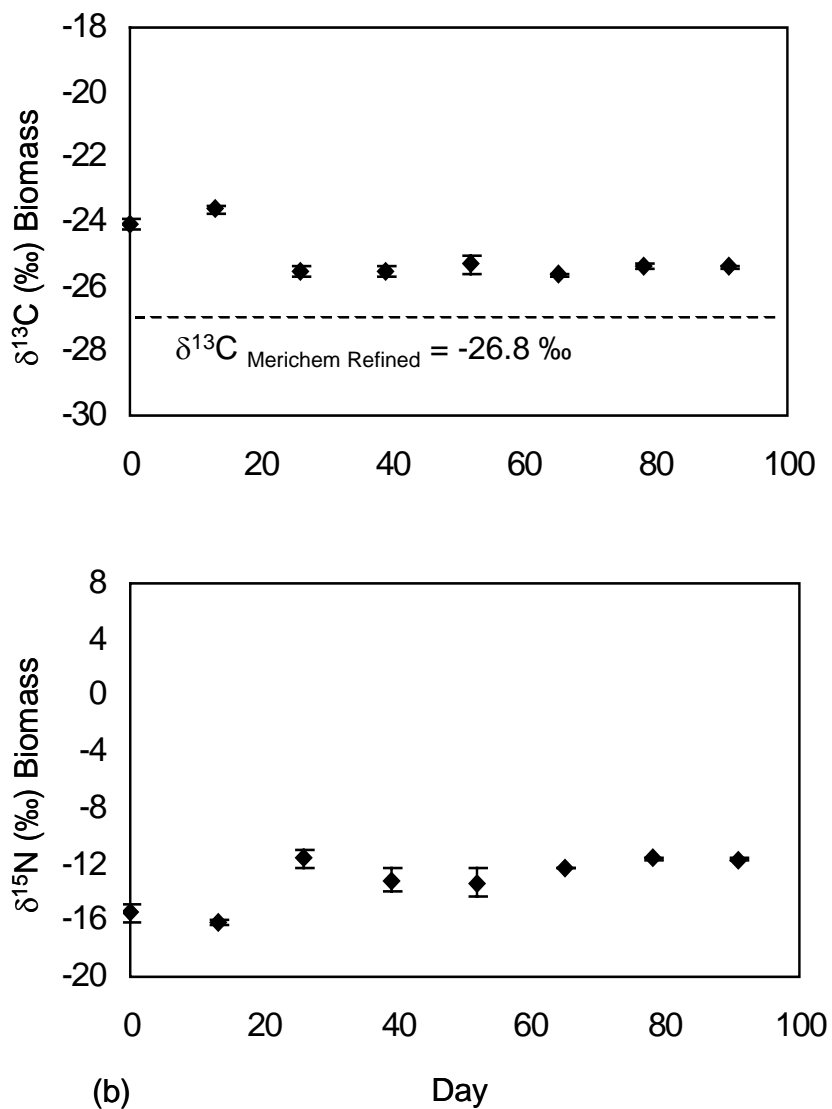 -18
-20
-22
-24
-26
-28
-30
δ¹³C (‰) Biomass
δ¹³C Merichem Refined = -26.8 ‰
0 20 40 60 80 100
8
4
0
-4
-8
-12
-16
-20
δ¹⁵N (‰) Biomass
0 20 40 60 80 100
(b) Day